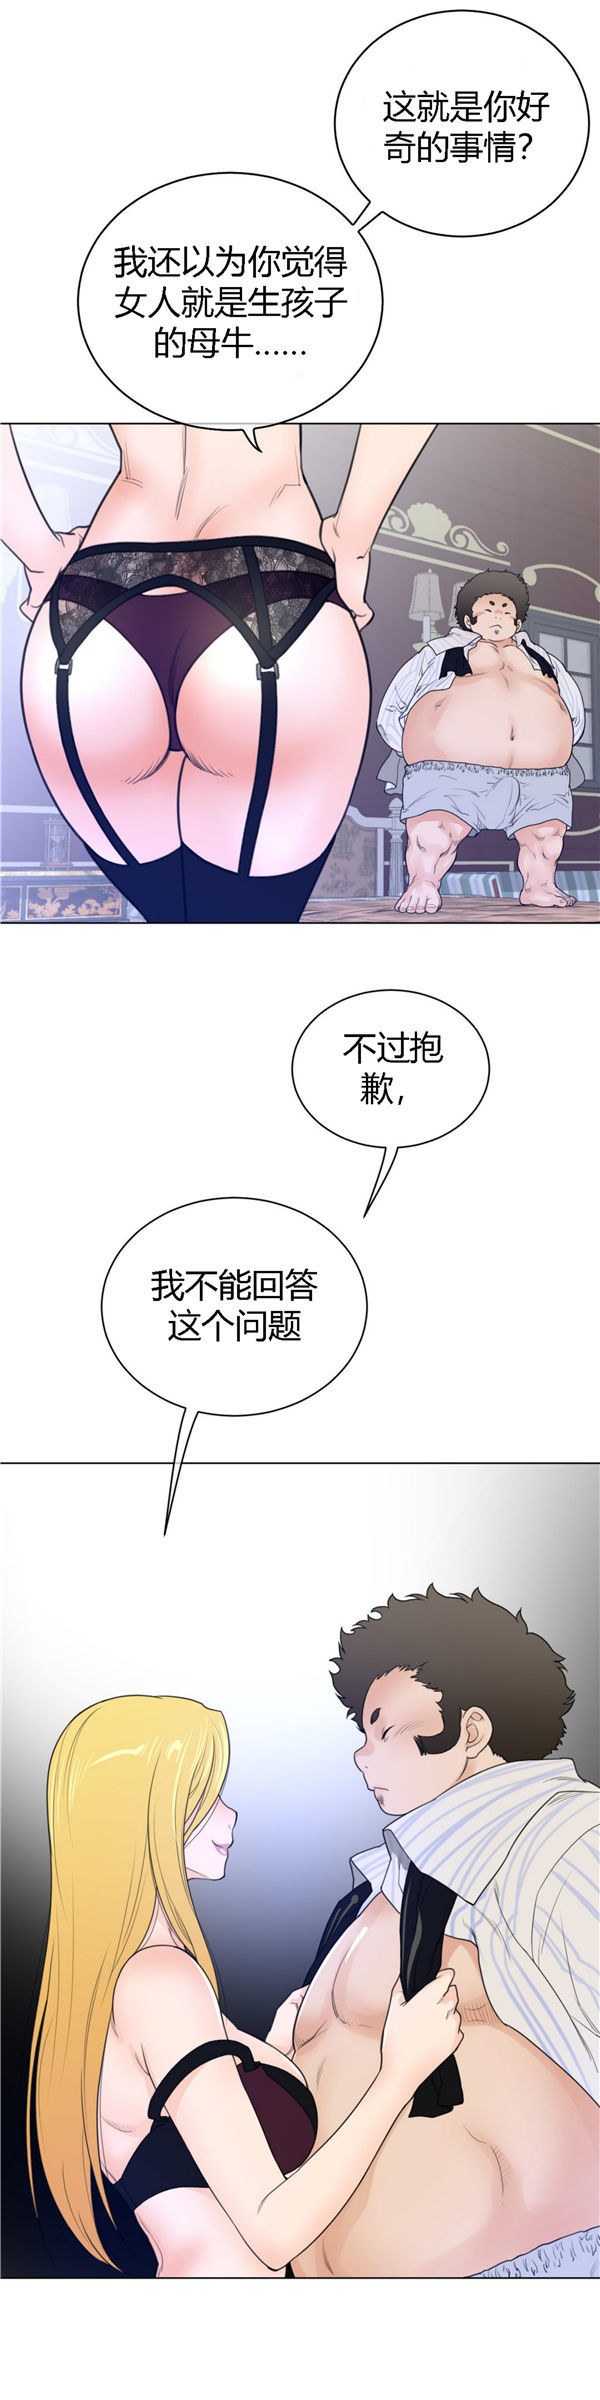 这就是你好
奇的事情？
我还以为你觉得
女人就是生孩子
的母牛……
不过抱
歉，
我不能回答
这个问题